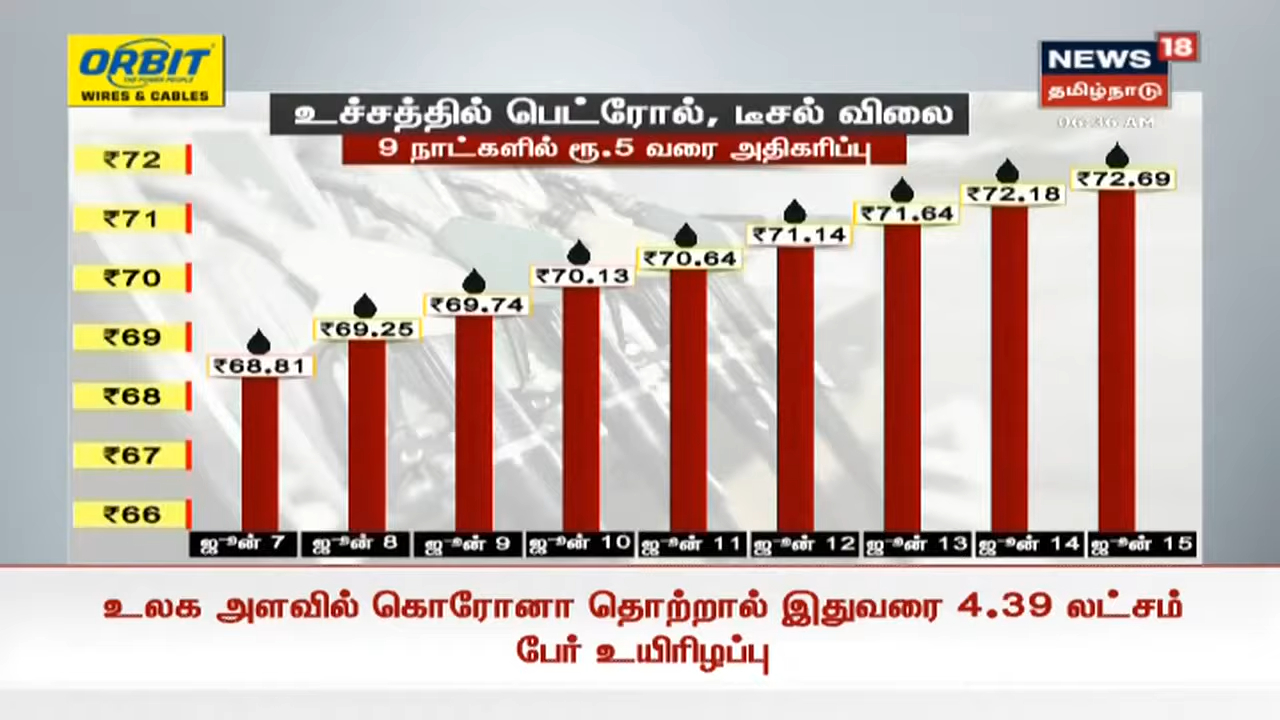 ORBIT
THE POWER PEOPLE
WIRES & CABLES
NEWS 18
தமிழ்நாடு
06:36 AM
உச்சத்தில் பெட்ரோல், டீசல் விலை
9 நாட்களில் ரூ.5 வரை அதிகரிப்பு
₹72
₹71
₹70
₹69
₹68
₹67
₹66
₹68.81
₹69.25
₹69.74
₹70.13
₹70.64
₹71.14
₹71.64
₹72.18
₹72.69
ஜூன் 7
ஜூன் 8
ஜூன் 9
ஜூன் 10
ஜூன் 11
ஜூன் 12
ஜூன் 13
ஜூன் 14
ஜூன் 15
உலக அளவில் கொரோனா தொற்றால் இதுவரை 4.39 லட்சம்
பேர் உயிரிழப்பு